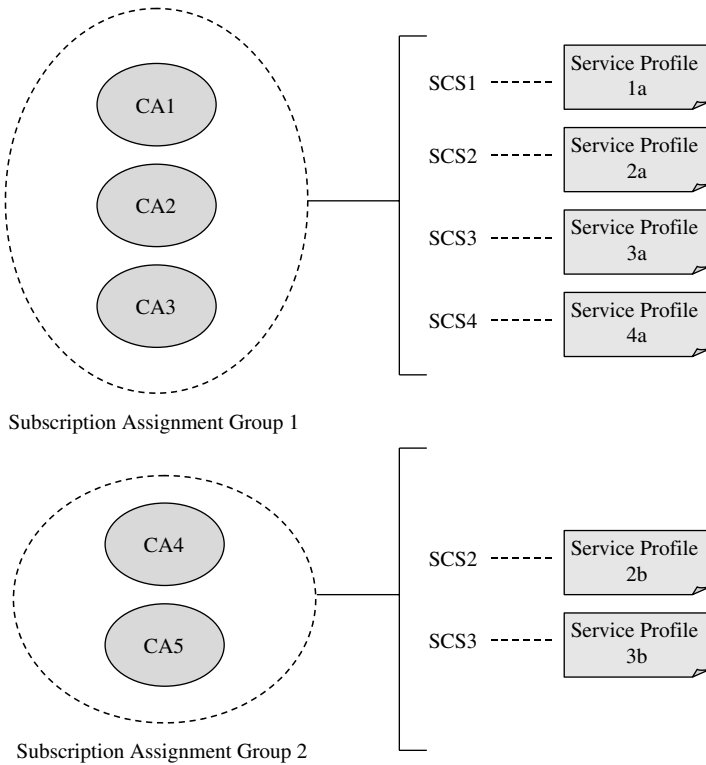 CA1
CA2
CA3
SCS1
Service Profile
1a
SCS2
Service Profile
2a
SCS3
Service Profile
3a
SCS4
Service Profile
4a
Subscription Assignment Group 1
CA4
CA5
SCS2
Service Profile
2b
SCS3
Service Profile
3b
Subscription Assignment Group 2